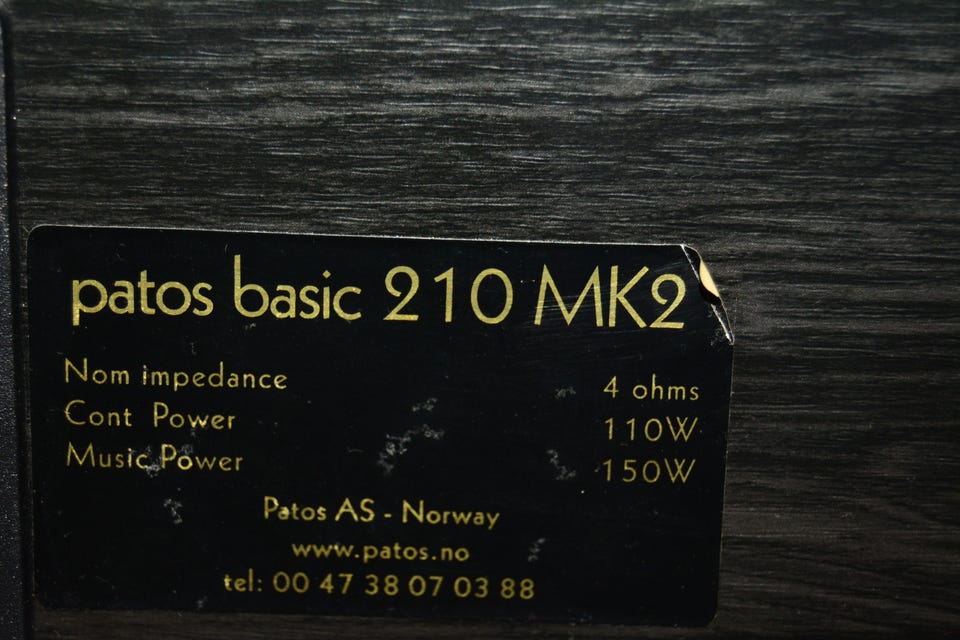 patos basic 210 MK2
Nom impedance 4 ohms
Cont Power 110W
Music Power 150W
Patos AS - Norway
www.patos.no
tel: 00 47 38 07 03 88